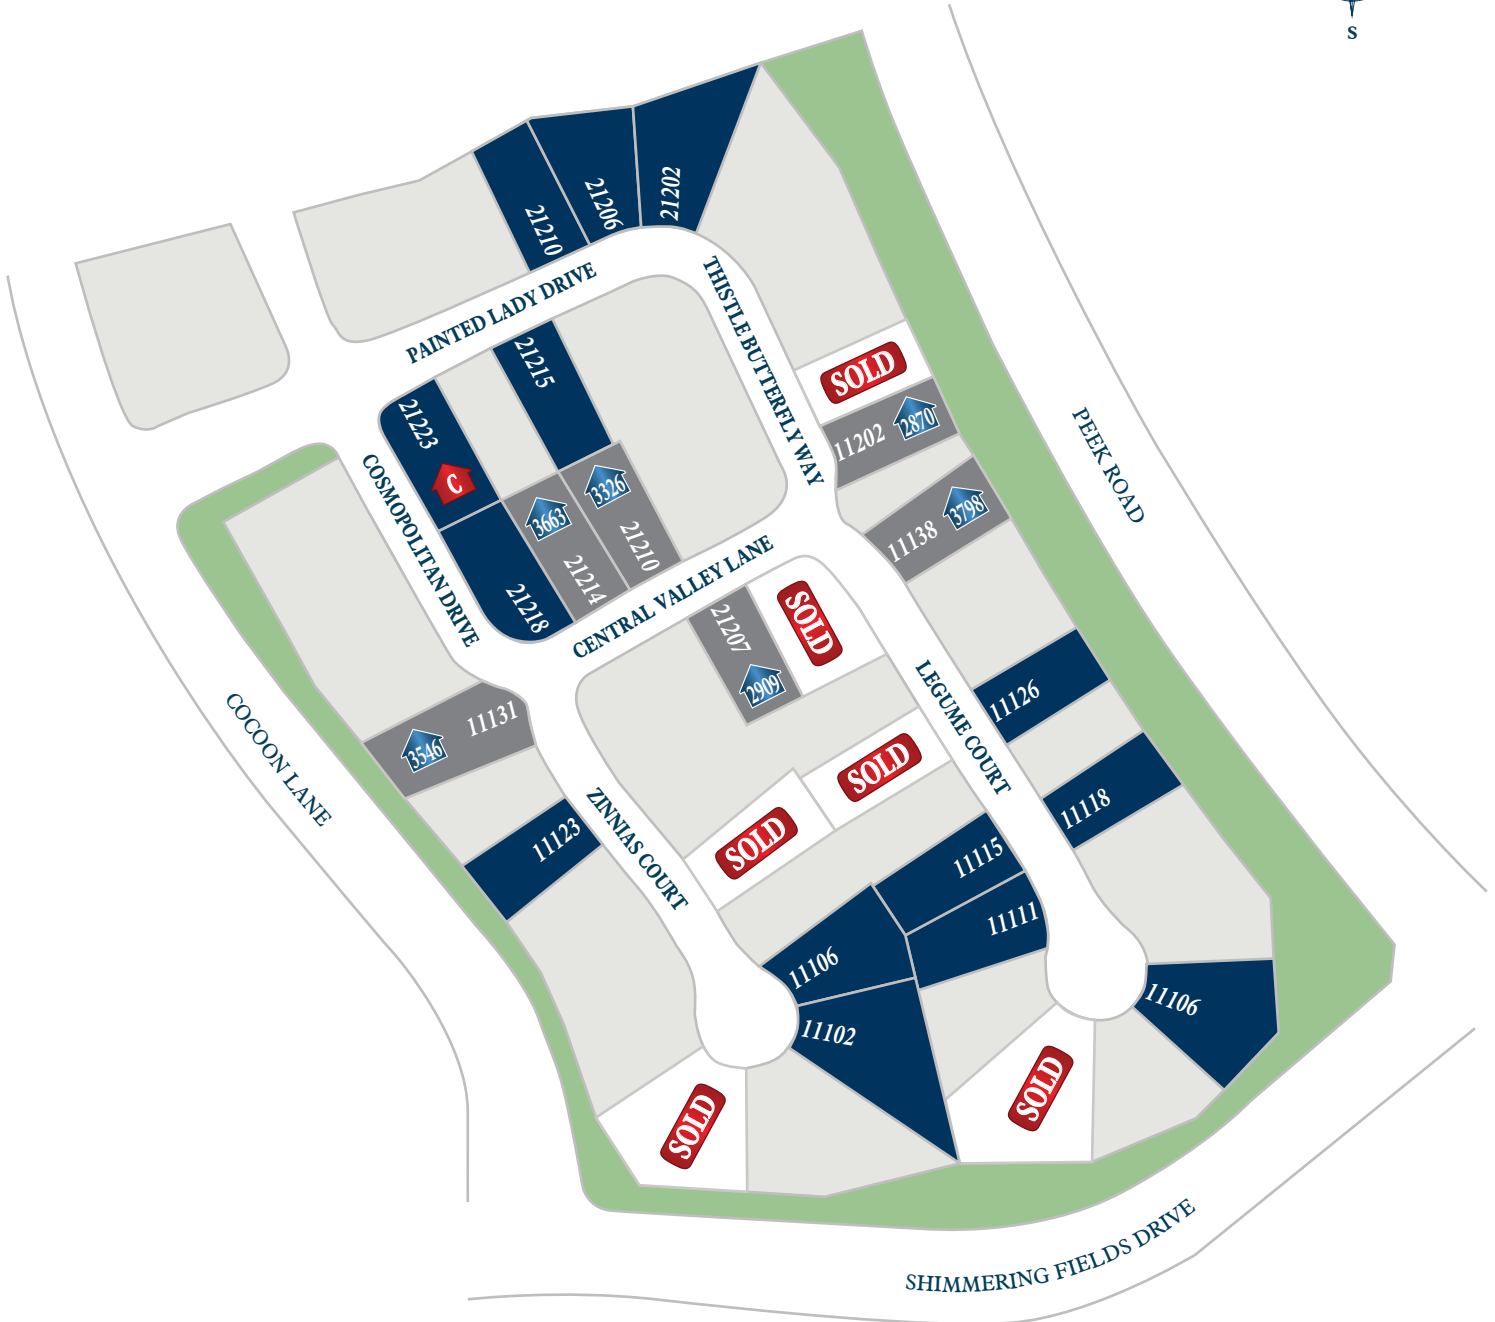 S
21202
21206
21210
PAINTED LADY DRIVE
THISTLE BUTTERFLY WAY
21215
SOLD
21223
C
11202
2870
COSMOPOLITAN DRIVE
PEEK ROAD
3326
3663
3798
11138
21210
21214
21218
CENTRAL VALLEY LANE
21207
SOLD
2909
LEGUME COURT
11126
11131
3546
COCOON LANE
SOLD
11118
ZINNIAS COURT
11123
SOLD
11115
11111
11106
11106
11102
SOLD
SOLD
SHIMMERING FIELDS DRIVE